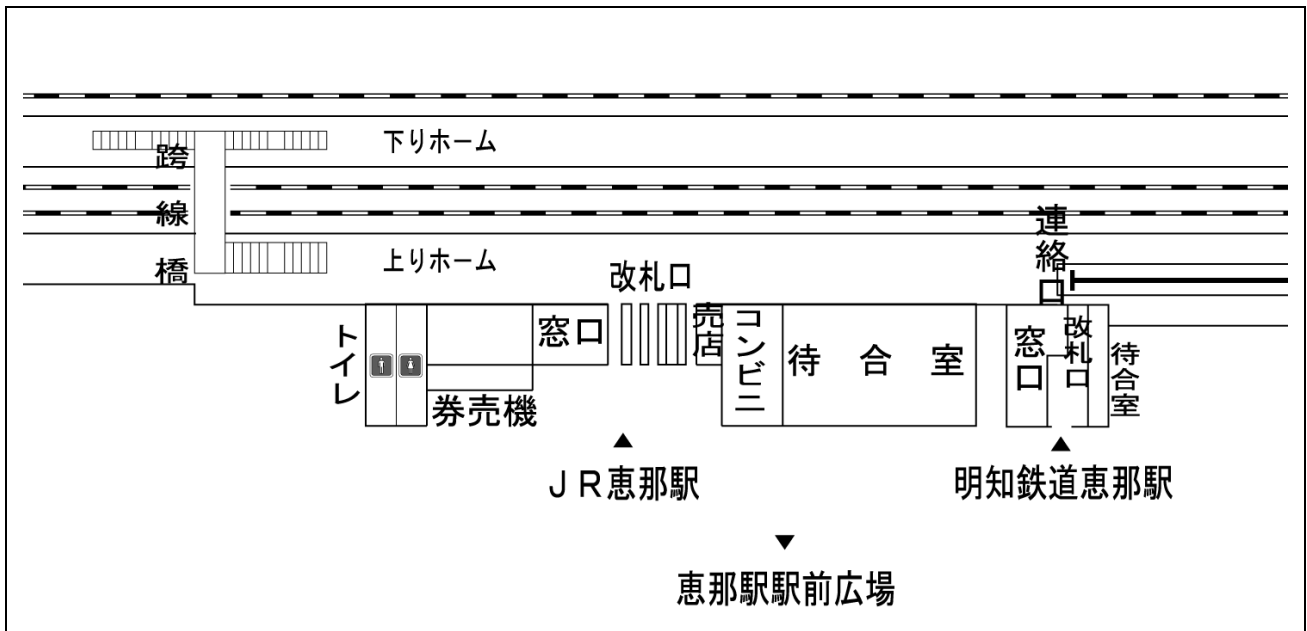 下りホーム
跨線橋
上りホーム
連絡口
改札口
トイレ
窓口
売店
コンビニ
待合室
窓口
改札口
待合室
券売機
ＪＲ恵那駅
明知鉄道恵那駅
恵那駅駅前広場